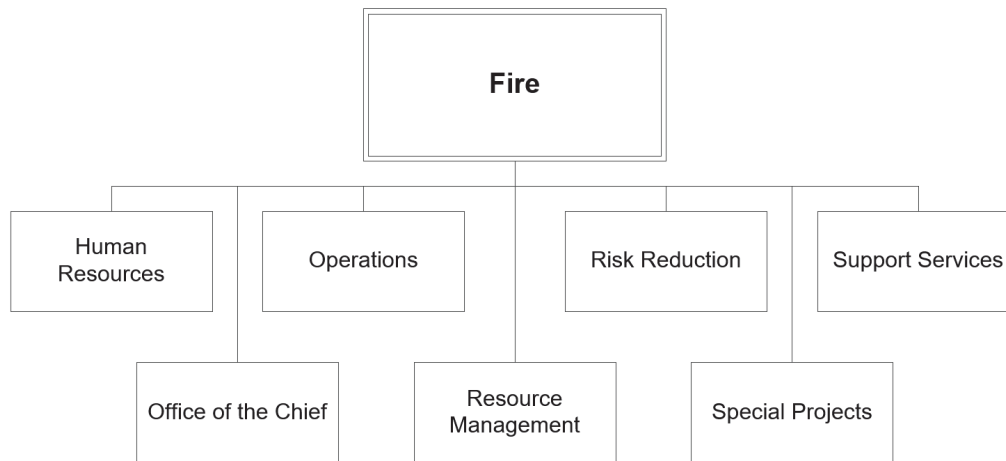 Fire
Human
Resources
Operations
Risk Reduction
Support Services
Office of the Chief
Resource
Management
Special Projects